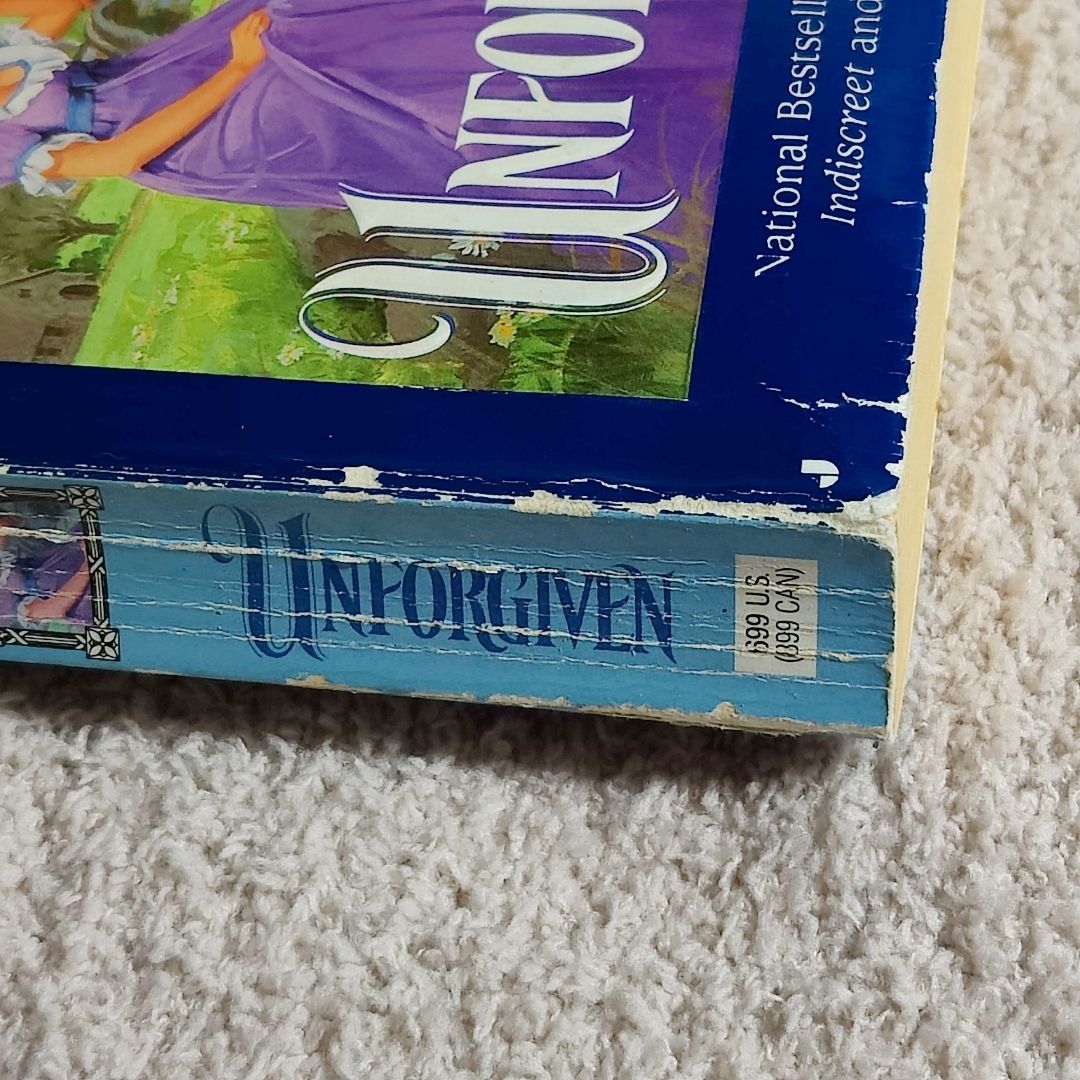 UNFO
National Bestsell
Indiscreet and
J
UNFORGIVEN
699 U.S.
(899 CAN)